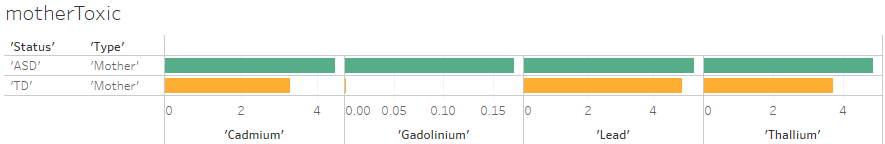 motherToxic
'Status' 'Type'
'ASD' 'Mother'
'TD' 'Mother'
0 2 4 0.00 0.05 0.10 0.15 0 2 4 0 2 4
'Cadmium' 'Gadolinium' 'Lead' 'Thallium'